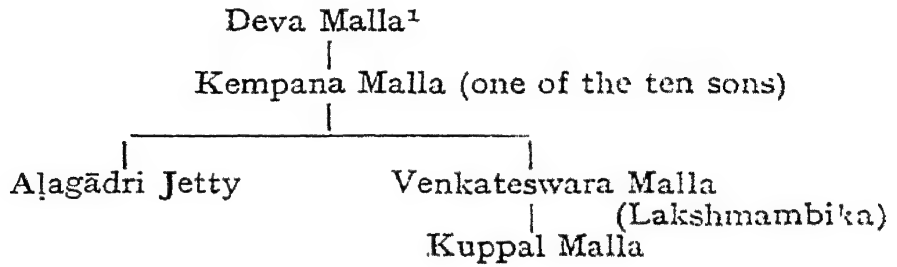 Deva Malla¹
Kempana Malla (one of the ten sons)
Aḷagādri Jetty Venkateswara Malla
(Lakshmambika)
Kuppal Malla